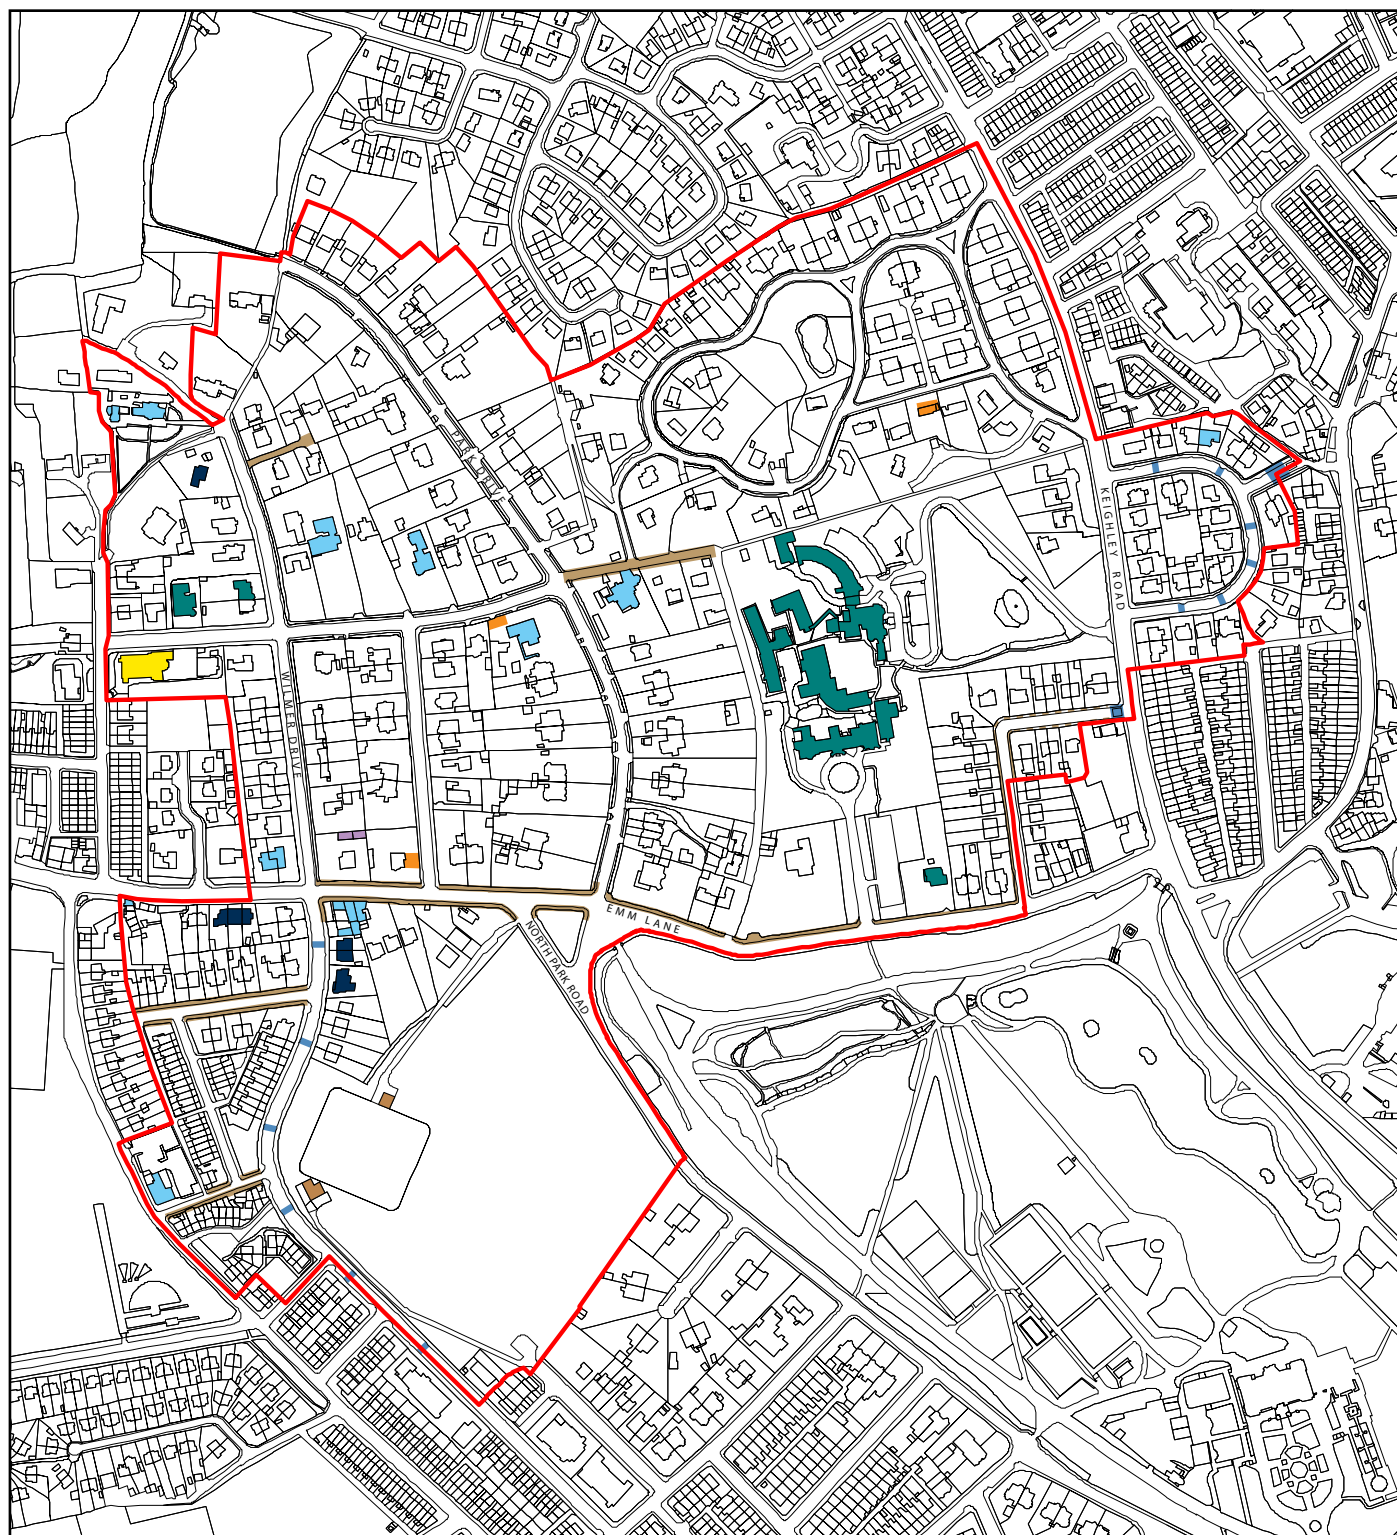 PARK DRIVE
KEIGHLEY ROAD
WILMER DRIVE
EMM LANE
NORTH PARK ROAD